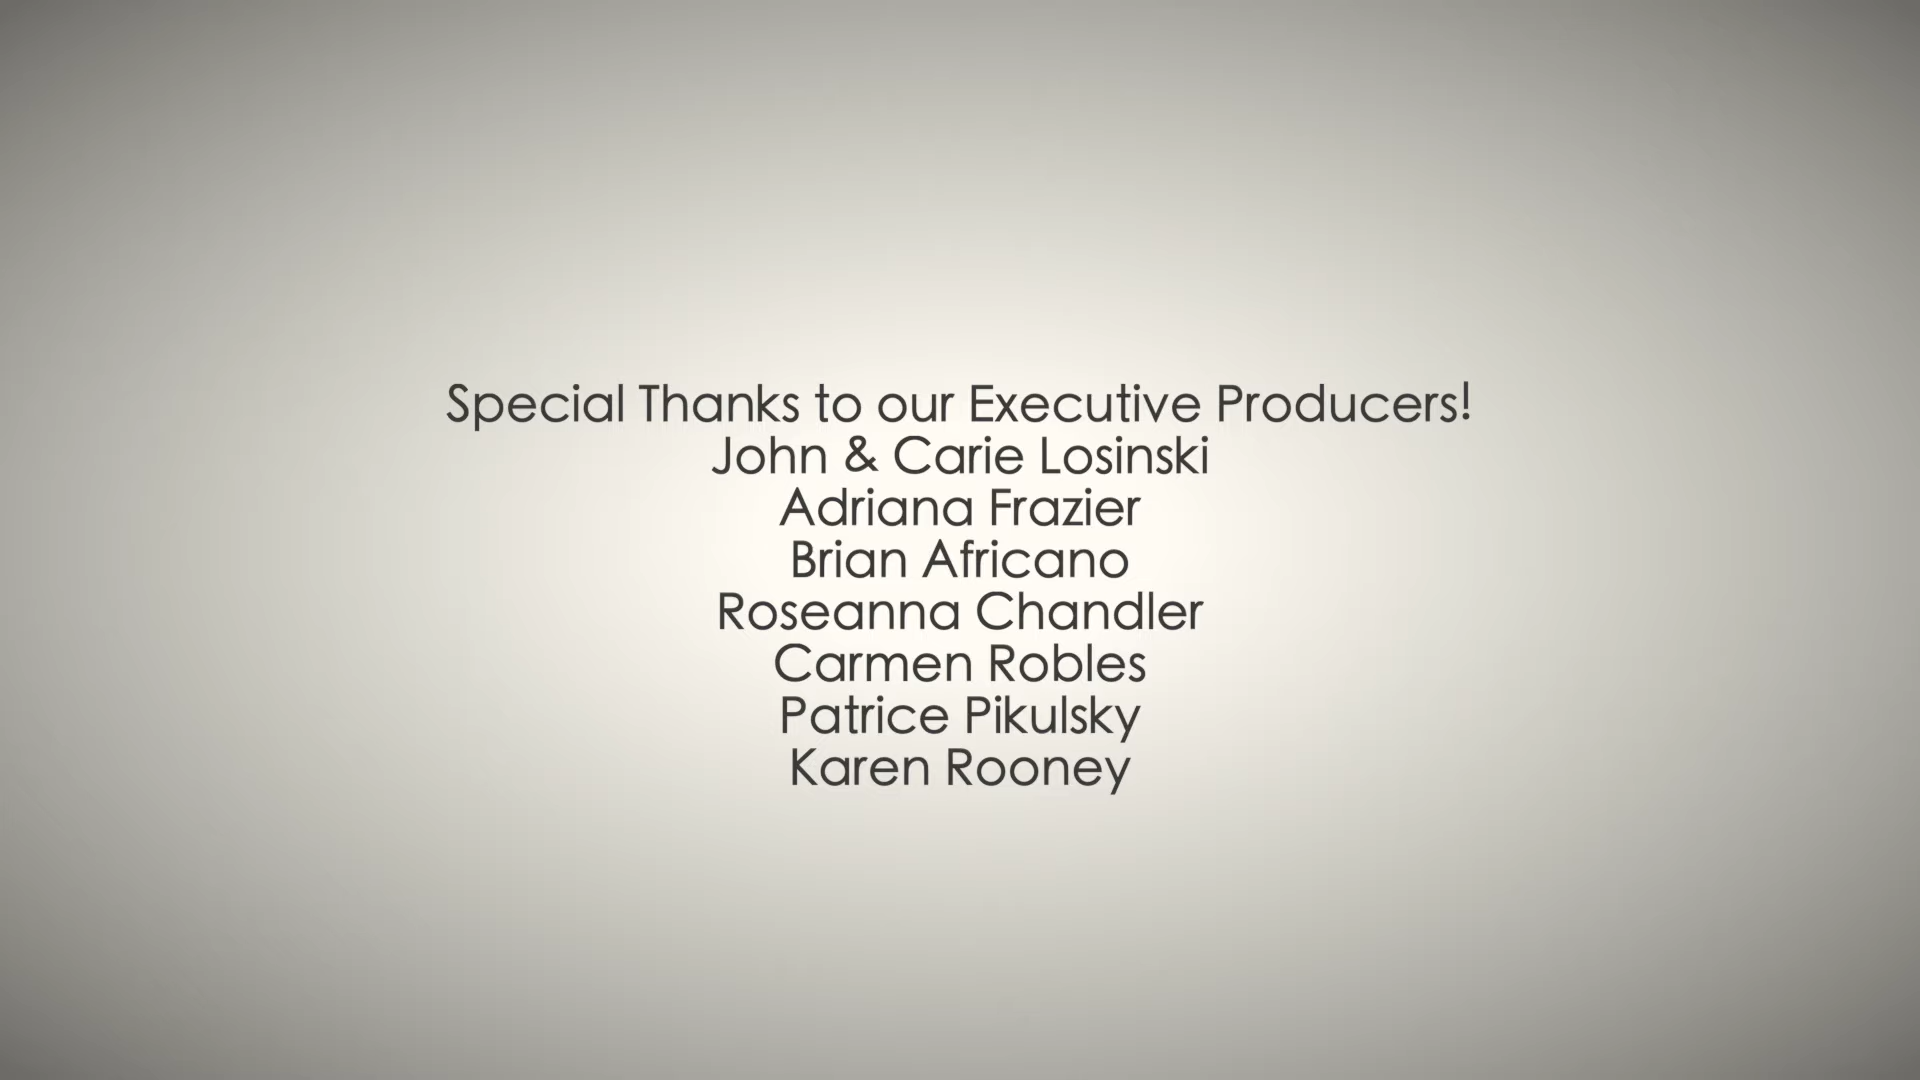 Special Thanks to our Executive Producers!
John & Carie Losinski
Adriana Frazier
Brian Africano
Roseanna Chandler
Carmen Robles
Patrice Pikulsky
Karen Rooney